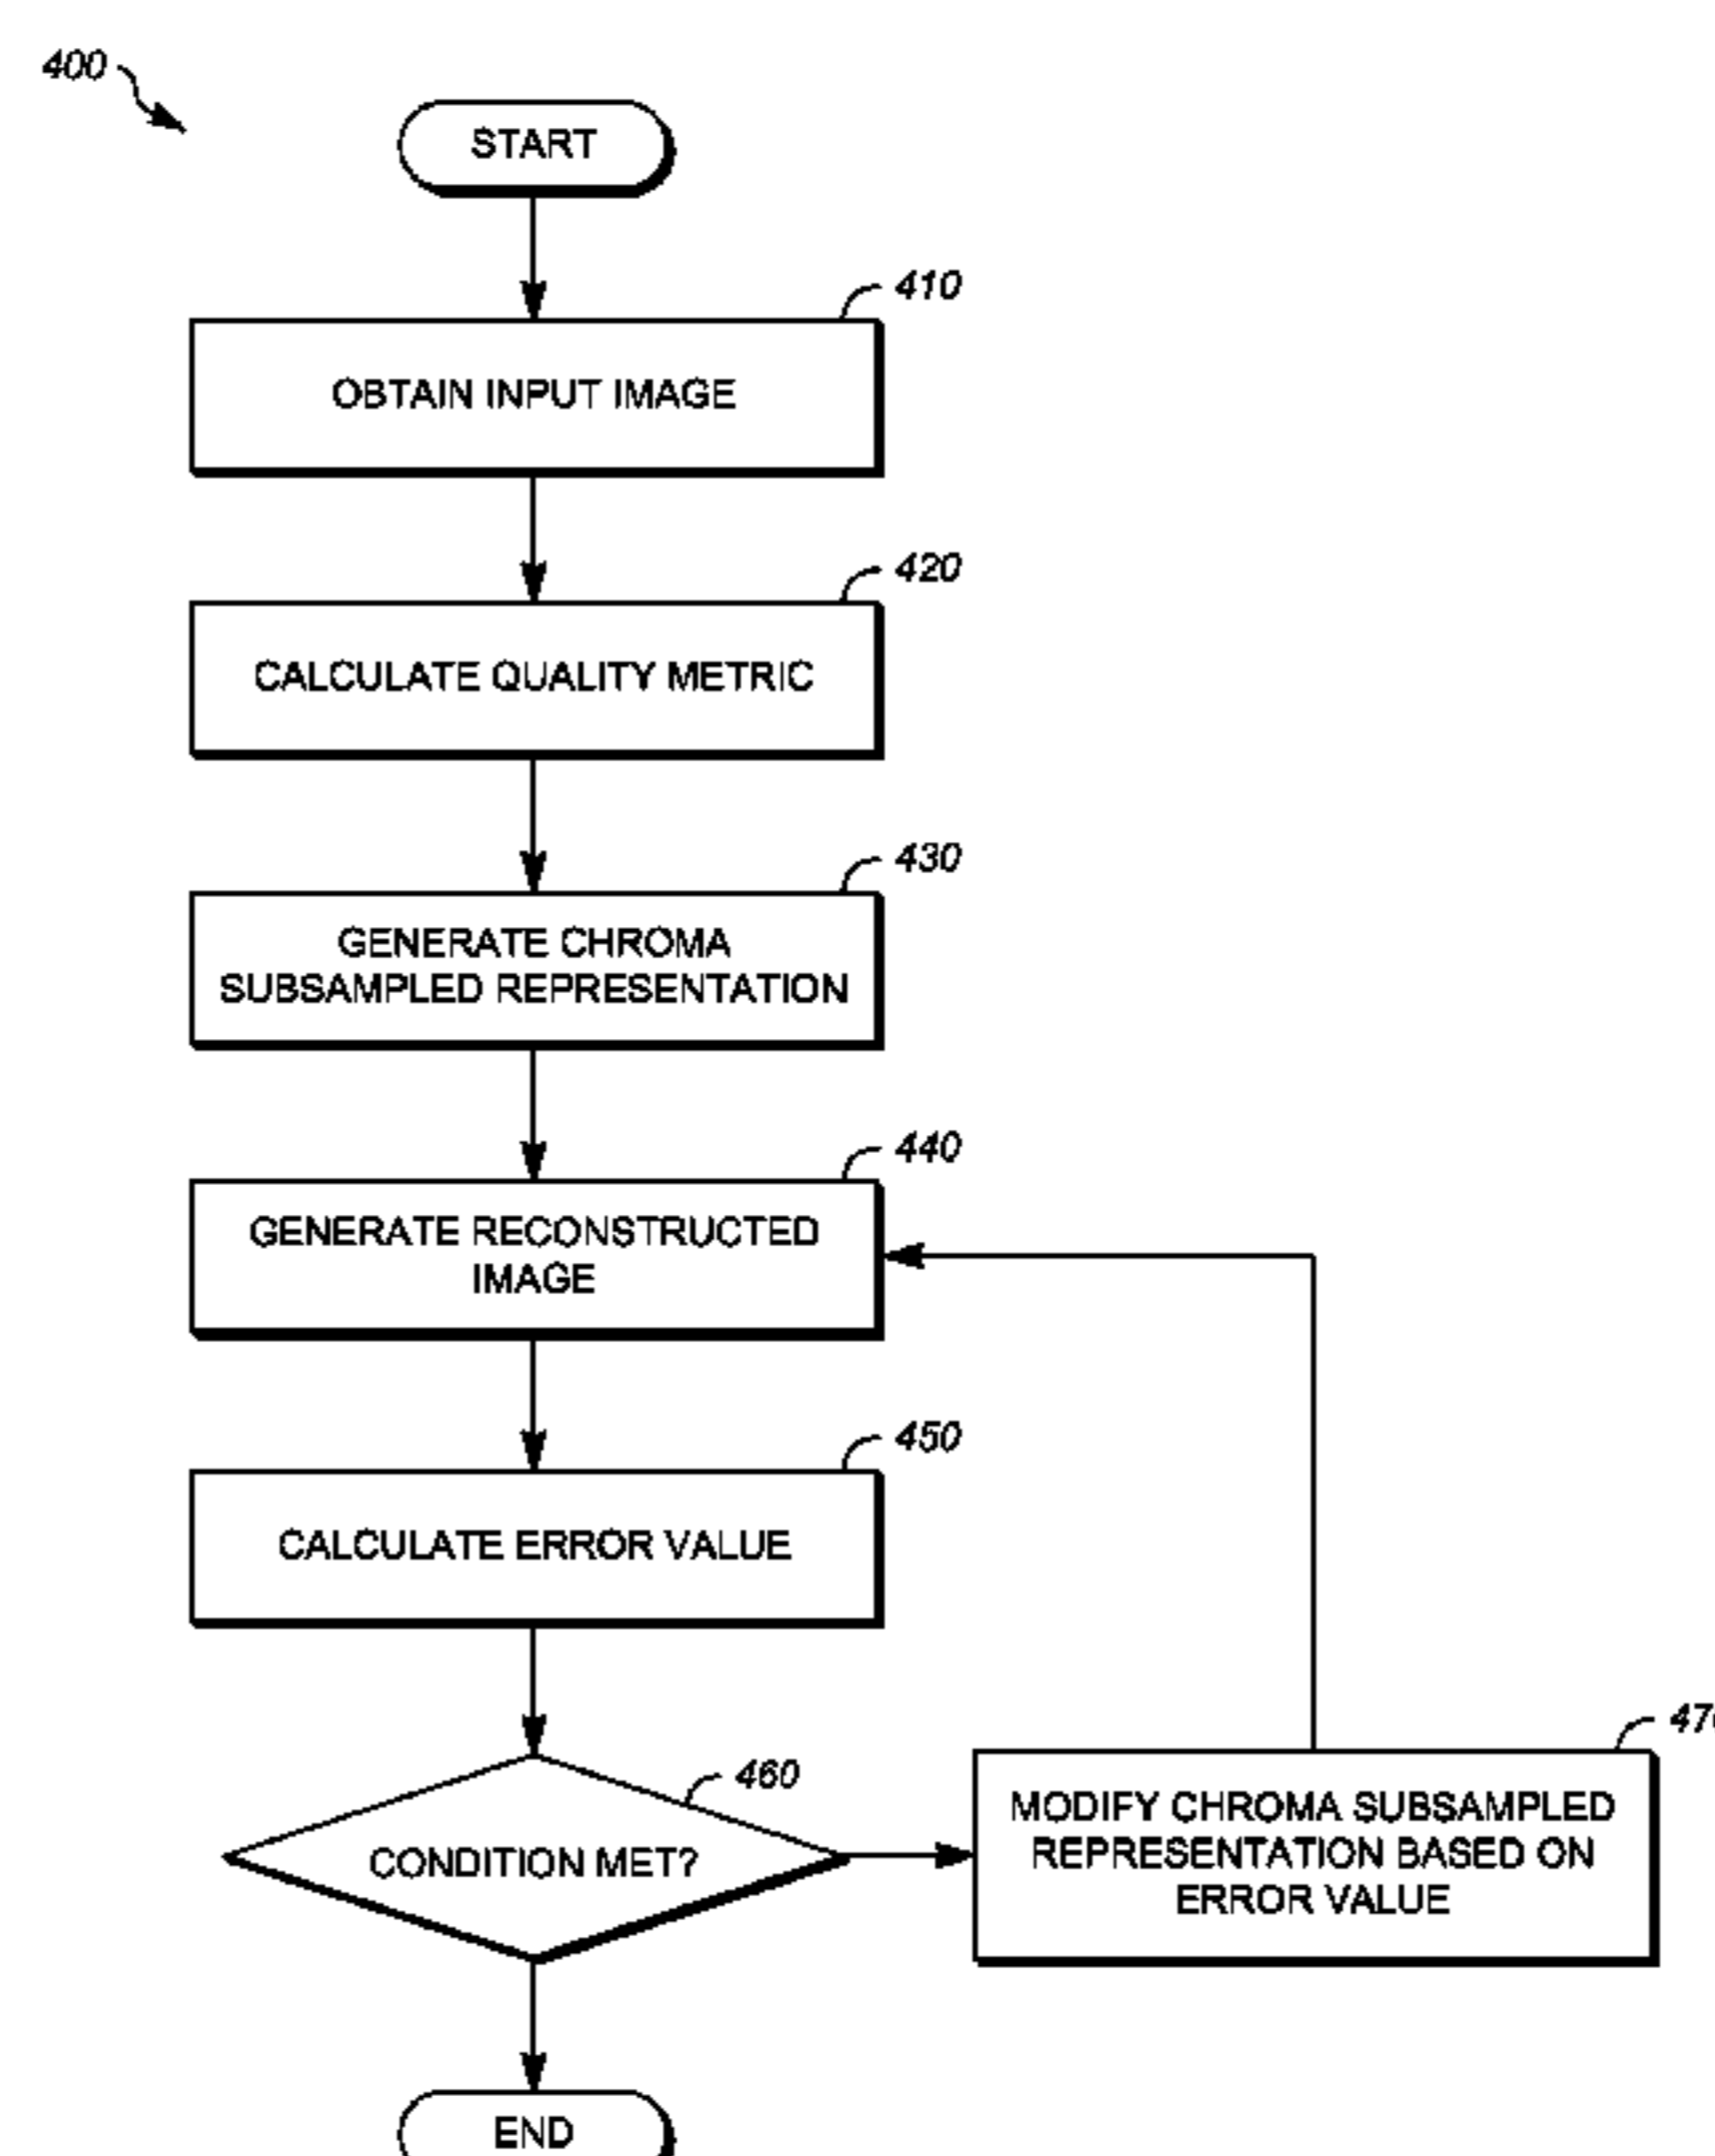 400
START
410
OBTAIN INPUT IMAGE
420
CALCULATE QUALITY METRIC
430
GENERATE CHROMA
SUBSAMPLED REPRESENTATION
440
GENERATE RECONSTRUCTED
IMAGE
450
CALCULATE ERROR VALUE
460
CONDITION MET?
MODIFY CHROMA SUBSAMPLED
REPRESENTATION BASED ON
ERROR VALUE
END